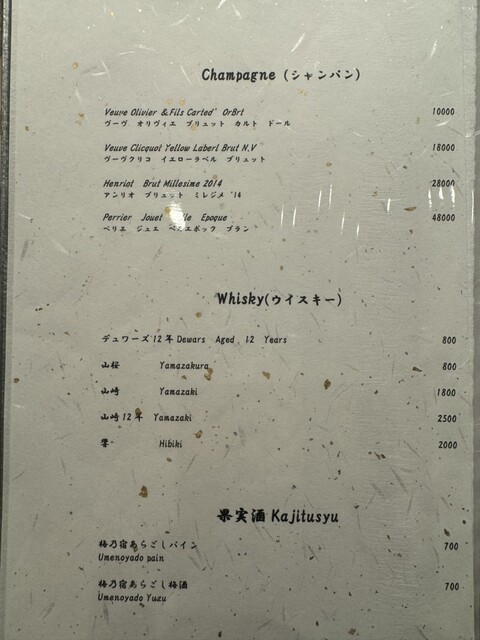 Champagne (シャンパン)
Veuve Olivier & Fils Carted' OrBrt 10000
ヴーヴ オリヴィエ ブリュット カルト ドール
Veuve Clicquot Yellow Laberl Brut N.V 18000
ヴーヴクリコ イエローラベル ブリュット
Henriot Brut Millesime 2014 28000
アンリオ ブリュット ミレジメ '14
Perrier Jouet Epoque 48000
ペリエ ジュエ ブラン
Whisky(ウイスキー)
デュワーズ12年Dewars Aged 12 Years 800
山桜 Yamazakura 800
山崎 Yamazaki 1800
山崎12年 Yamazaki 2500
響 Hibiki 2000
果実酒 Kajitusyu
梅乃宿あらごしパイン 700
Umenoyado pain
梅乃宿あらごし梅酒 700
Umenoyado Yuzu